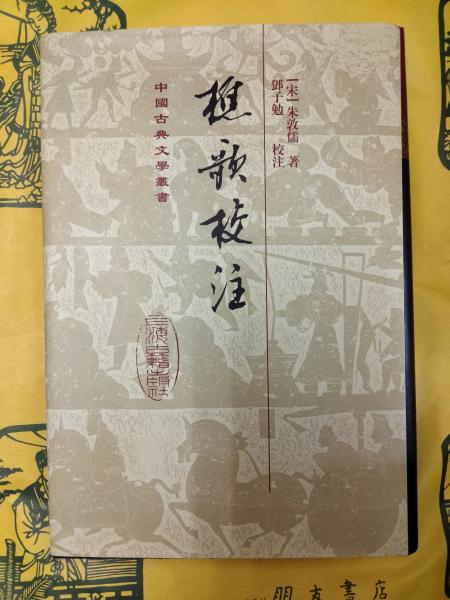 [宋]朱敦儒 著
鄧子勉 校注
樵歌校注
中國古典文學叢書
上海古籍出版社
朋友書店